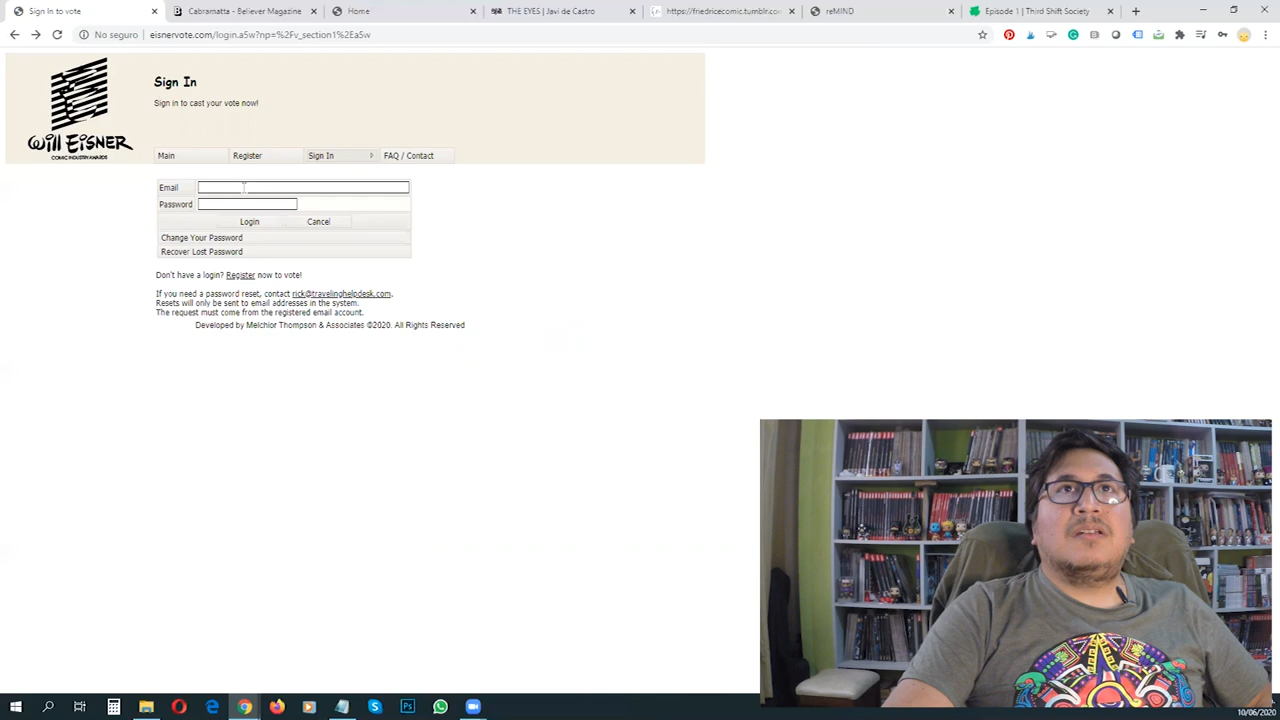 Sign In to vote
Cabramatta - Believer Magazine
Home
THE EYES | Javi de Castro
https://friedricecomic.tumblr.co
reMIND
Episode 1 | Third Shift Society
No seguro
eisnervote.com/login.a5w?np=%2Fv_section1%2Ea5w
WILL EISNER
COMIC INDUSTRY AWARDS
Sign In
Sign in to cast your vote now!
Main
Register
Sign In
FAQ / Contact
Email
Password
Login
Cancel
Change Your Password
Recover Lost Password
Don't have a login? Register now to vote!
If you need a password reset, contact rick@travelinghelpdesk.com.
Resets will only be sent to email addresses in the system.
The request must come from the registered email account.
Developed by Melchior Thompson & Associates ©2020. All Rights Reserved
10/06/2020